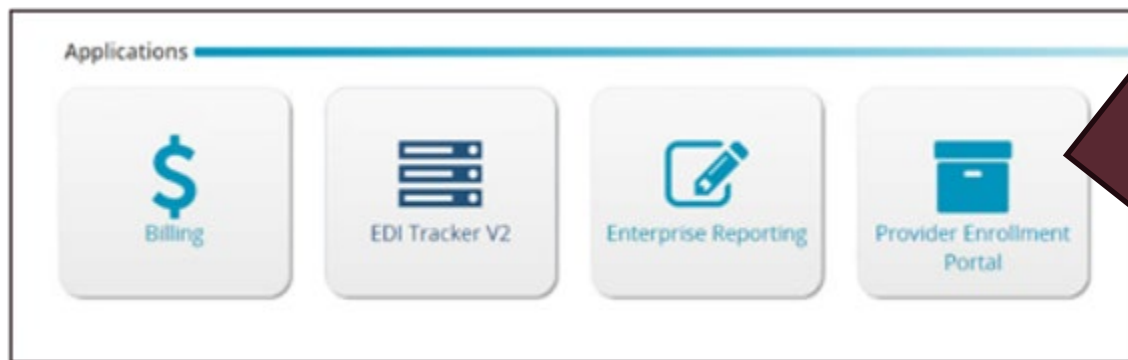 Applications
Billing
EDI Tracker V2
Enterprise Reporting
Provider Enrollment
Portal